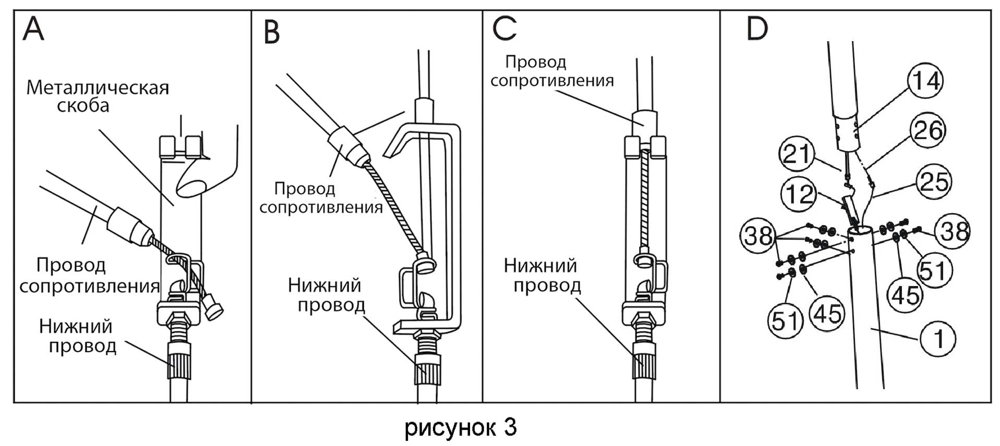 A
Металлическая
скоба
Провод
сопротивления
Нижний
провод
B
Провод
сопротивления
Нижний
провод
C
Провод
сопротивления
Нижний
провод
D
14
26
21
25
12
38
38
51
45
45
51
1
рисунок 3